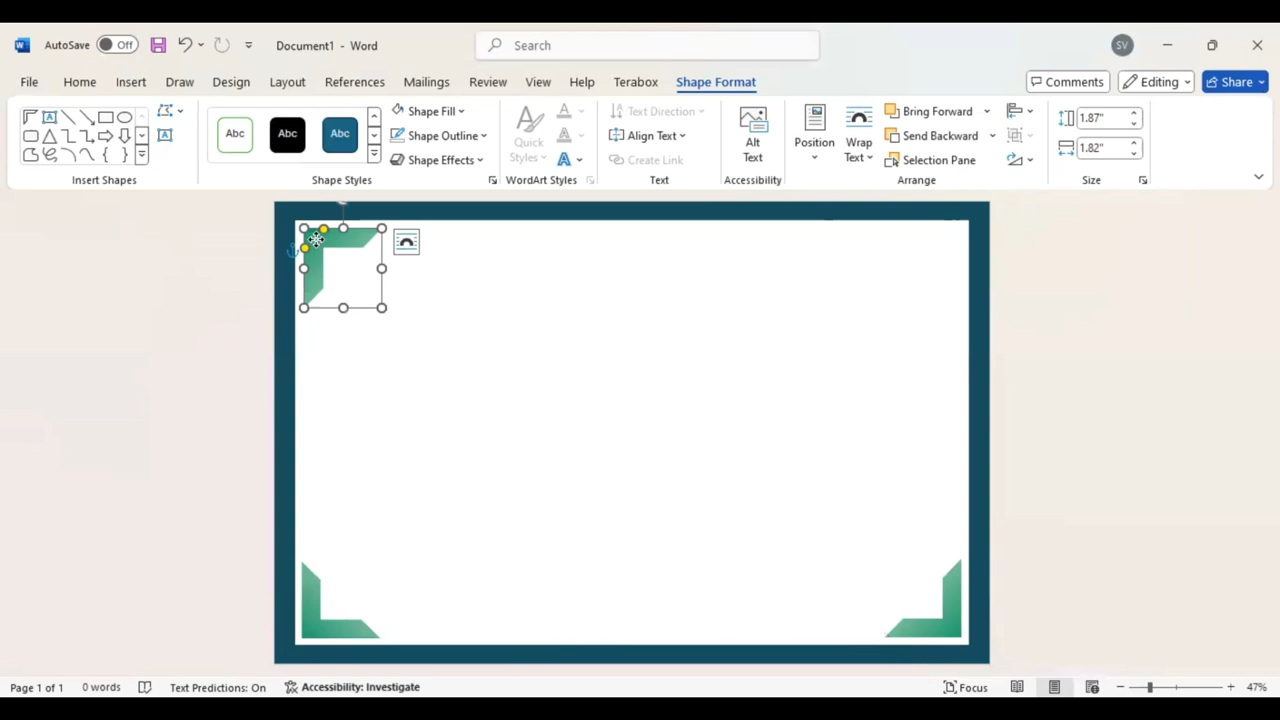 AutoSave Off Document1 - Word Search SV
File Home Insert Draw Design Layout References Mailings Review View Help Terabox Shape Format Comments Editing Share
Abc Abc Abc
Shape Fill
Shape Outline
Shape Effects
Quick
Styles
Text Direction
Align Text
Create Link
Alt
Text
Position
Wrap
Text
Bring Forward
Send Backward
Selection Pane
1.87"
1.82"
Insert Shapes Shape Styles WordArt Styles Text Accessibility Arrange Size
Page 1 of 1 0 words Text Predictions: On Accessibility: Investigate Focus 47%